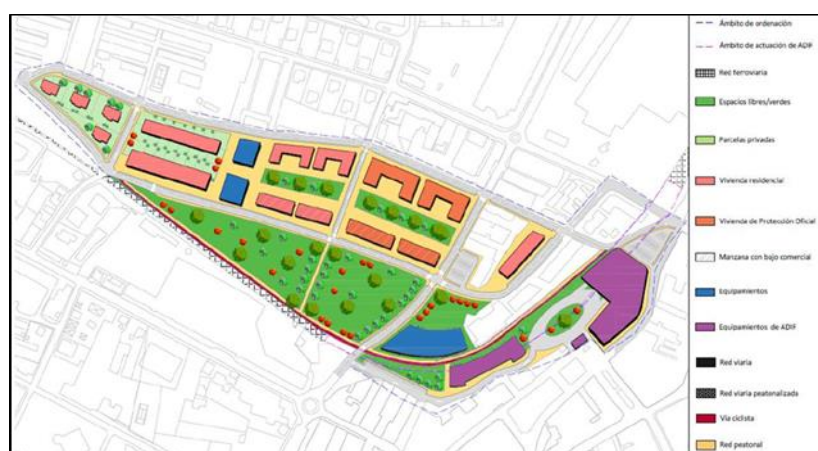 Ámbito de ordenación
Ámbito de actuación de ADIF
Red ferroviaria
Espacios libres/verdes
Parcelas privadas
Vivienda residencial
Vivienda de Protección Oficial
Manzana con bajo comercial
Equipamientos
Equipamientos de ADIF
Red viaria
Red viaria peatonalizada
Vía ciclista
Red peatonal